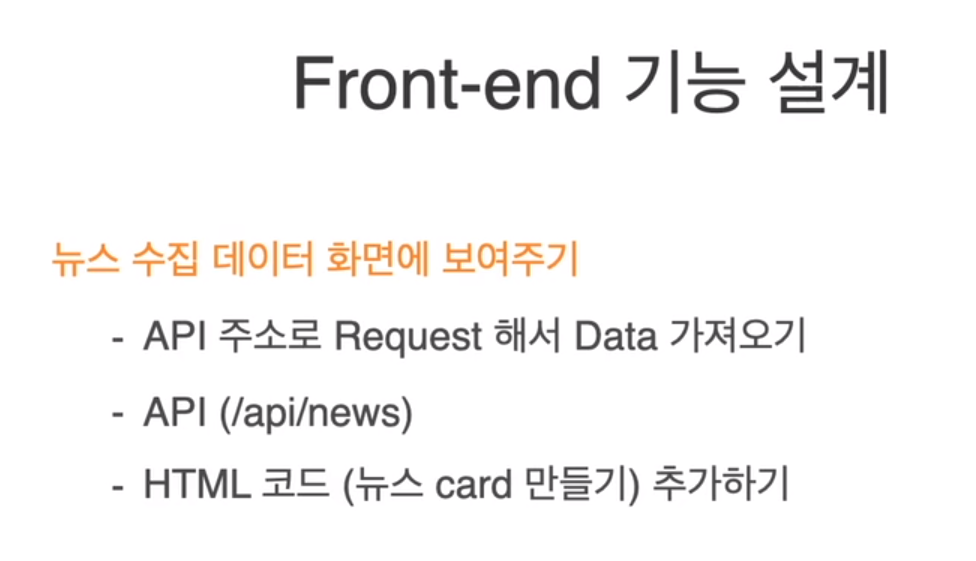 Front-end 기능 설계
뉴스 수집 데이터 화면에 보여주기
- API 주소로 Request 해서 Data 가져오기
- API (/api/news)
- HTML 코드 (뉴스 card 만들기) 추가하기